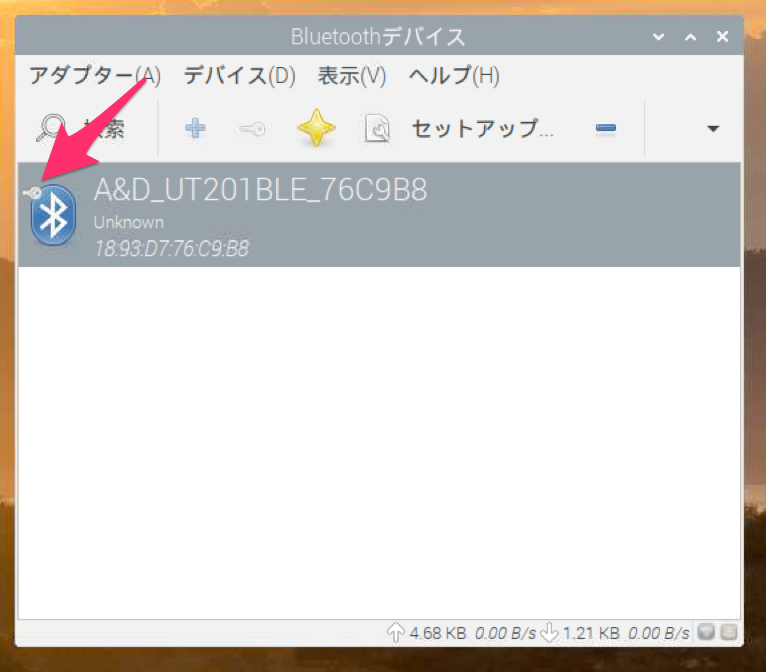 Bluetoothデバイス
アダプター(A) デバイス(D) 表示(V) ヘルプ(H)
索 セットアップ...
A&D_UT201BLE_76C9B8
Unknown
18:93:D7:76:C9:B8
4.68 KB 0.00 B/s 1.21 KB 0.00 B/s